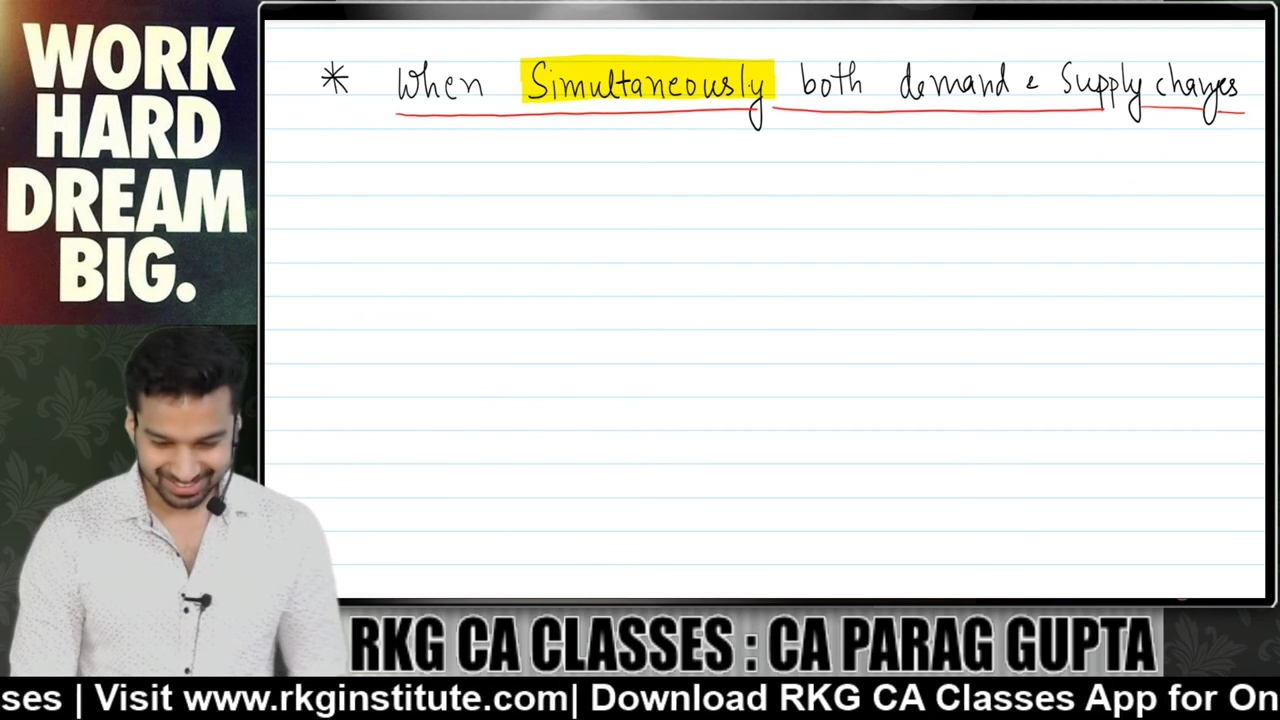 WORK
HARD
DREAM
BIG.
* When Simultaneously both demand & Supply changes
RKG CA CLASSES : CA PARAG GUPTA
ses | Visit www.rkginstitute.com| Download RKG CA Classes App for On